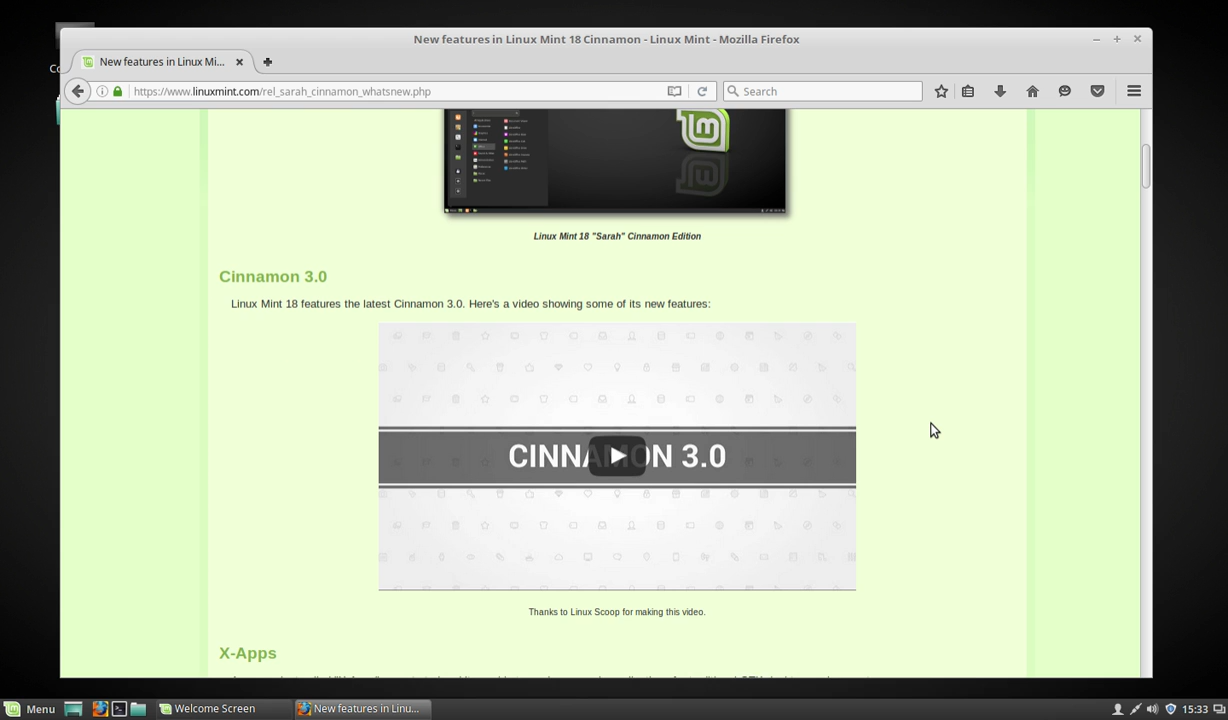 New features in Linux Mint 18 Cinnamon - Linux Mint - Mozilla Firefox
New features in Linux Mi...
https://www.linuxmint.com/rel_sarah_cinnamon_whatsnew.php
Search
Linux Mint 18 "Sarah" Cinnamon Edition
Cinnamon 3.0
Linux Mint 18 features the latest Cinnamon 3.0. Here's a video showing some of its new features:
CINNAMON 3.0
Thanks to Linux Scoop for making this video.
X-Apps
Menu
Welcome Screen
New features in Linu...
15:33